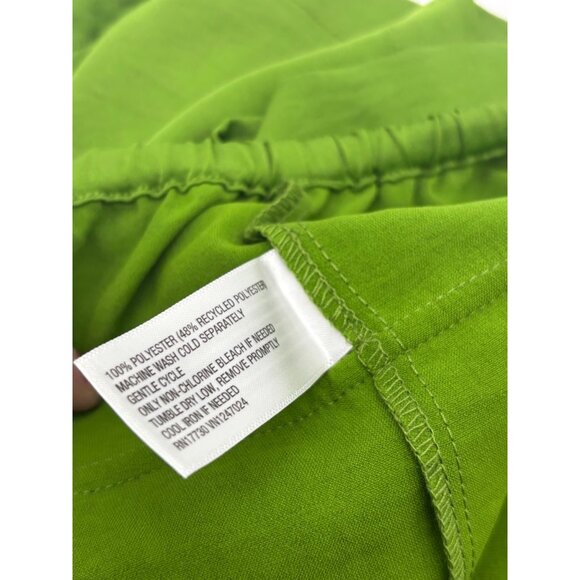 100% POLYESTER (48% RECYCLED POLYESTER)
MACHINE WASH COLD SEPARATELY
GENTLE CYCLE
ONLY NON-CHLORINE BLEACH IF NEEDED
TUMBLE DRY LOW, REMOVE PROMPTLY
COOL IRON IF NEEDED
RN17730 VN1247024